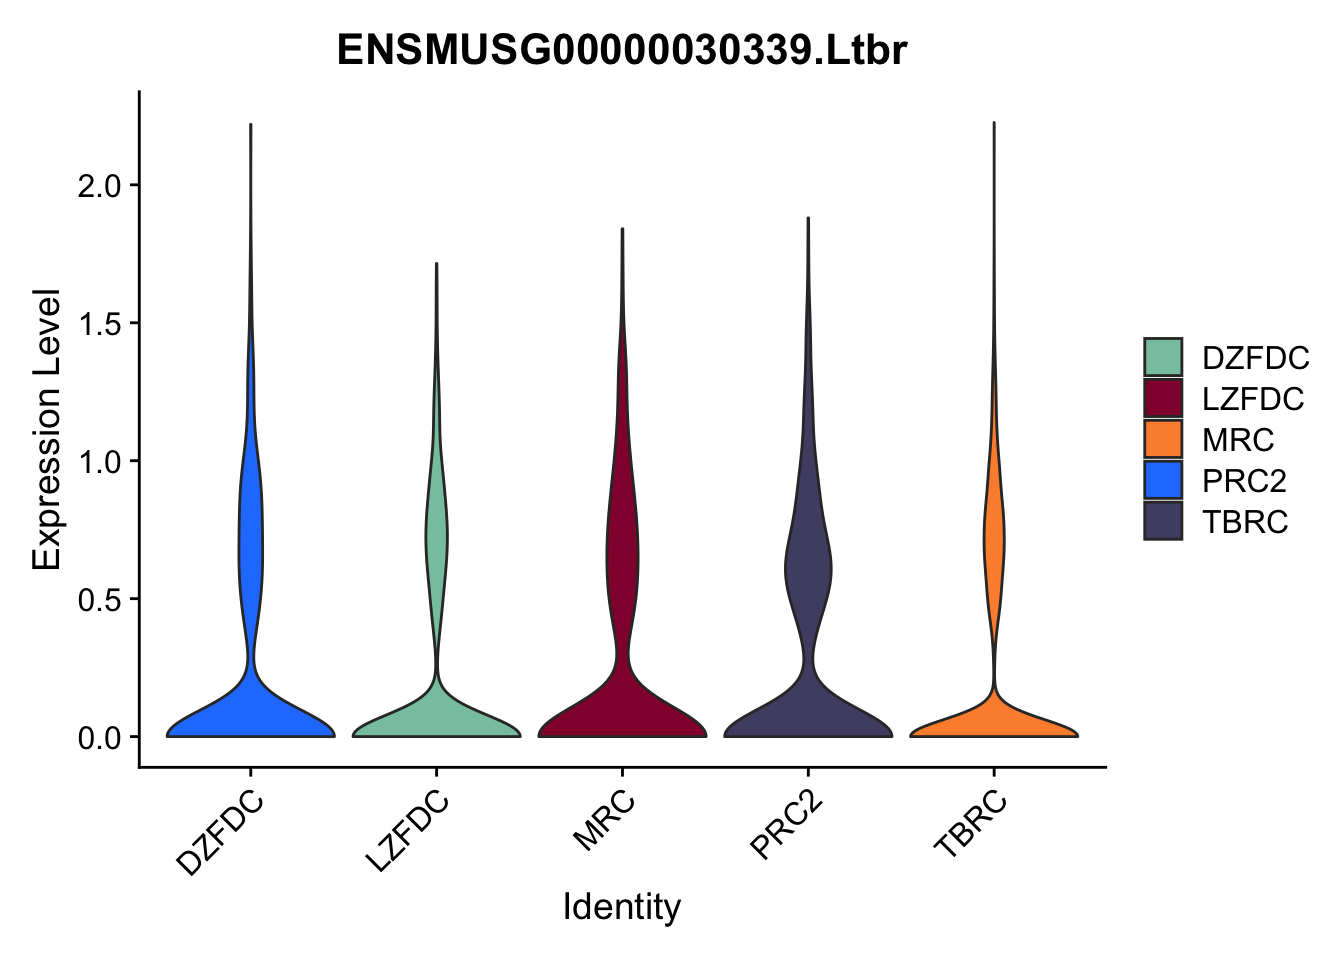 ENSMUSG00000030339.Ltbr
Expression Level
2.0
1.5
1.0
0.5
0.0
DZFDC
LZFDC
MRC
PRC2
TBRC
Identity
DZFDC
LZFDC
MRC
PRC2
TBRC